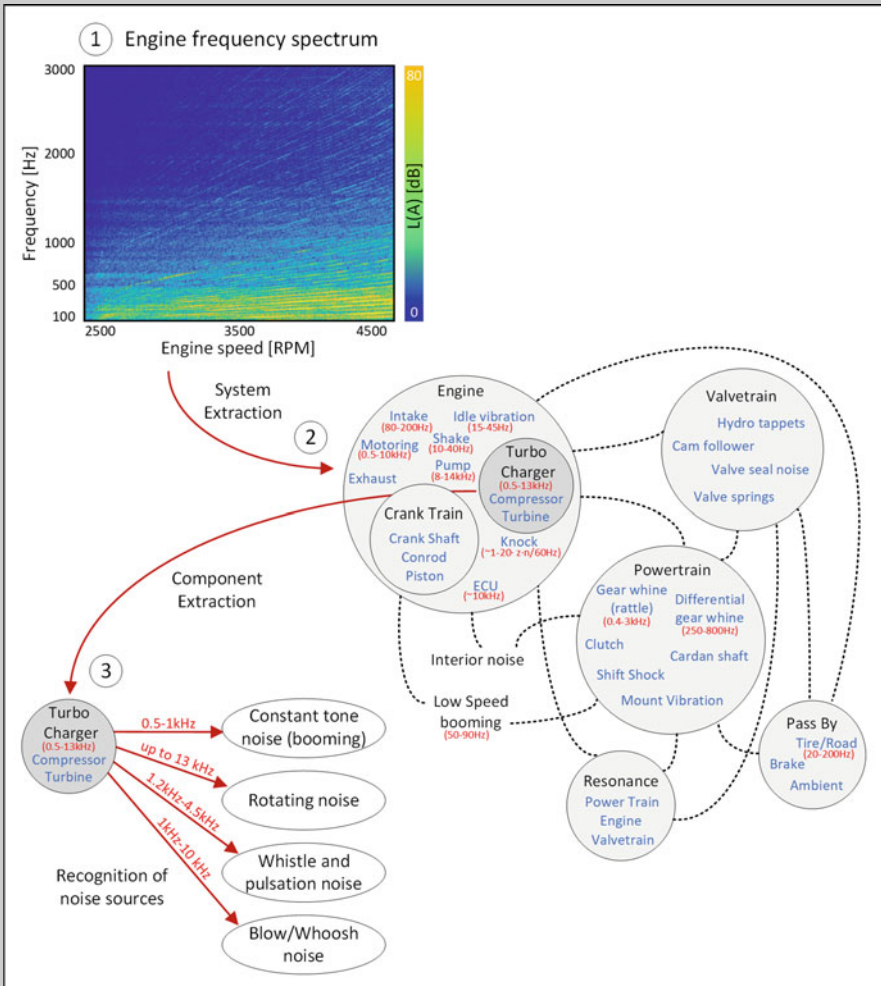 1 Engine frequency spectrum
3000
2000
1000
500
100
Frequency [Hz]
80
L(A) [dB]
0
2500 3500 4500
Engine speed [RPM]
System
Extraction
2
Engine
Intake
(80-200Hz)
Idle vibration
(15-45Hz)
Motoring
(0.5-10kHz)
Shake
(10-40Hz)
Pump
(8-14kHz)
Exhaust
Turbo
Charger
(0.5-13kHz)
Compressor
Turbine
Crank Train
Crank Shaft
Conrod
Piston
Knock
(~1-20· z·n/60Hz)
ECU
(~10kHz)
Valvetrain
Hydro tappets
Cam follower
Valve seal noise
Valve springs
Powertrain
Gear whine
(rattle)
(0.4-3kHz)
Differential
gear whine
(250-800Hz)
Clutch
Cardan shaft
Shift Shock
Mount Vibration
Interior noise
Low Speed
booming
(50-90Hz)
Pass By
Tire/Road
(20-200Hz)
Brake
Ambient
Resonance
Power Train
Engine
Valvetrain
Component
Extraction
3
Turbo
Charger
(0.5-13kHz)
Compressor
Turbine
0.5-1kHz
Constant tone
noise (booming)
up to 13 kHz
Rotating noise
1.2kHz-4.5kHz
Whistle and
pulsation noise
1kHz-10 kHz
Blow/Whoosh
noise
Recognition of
noise sources